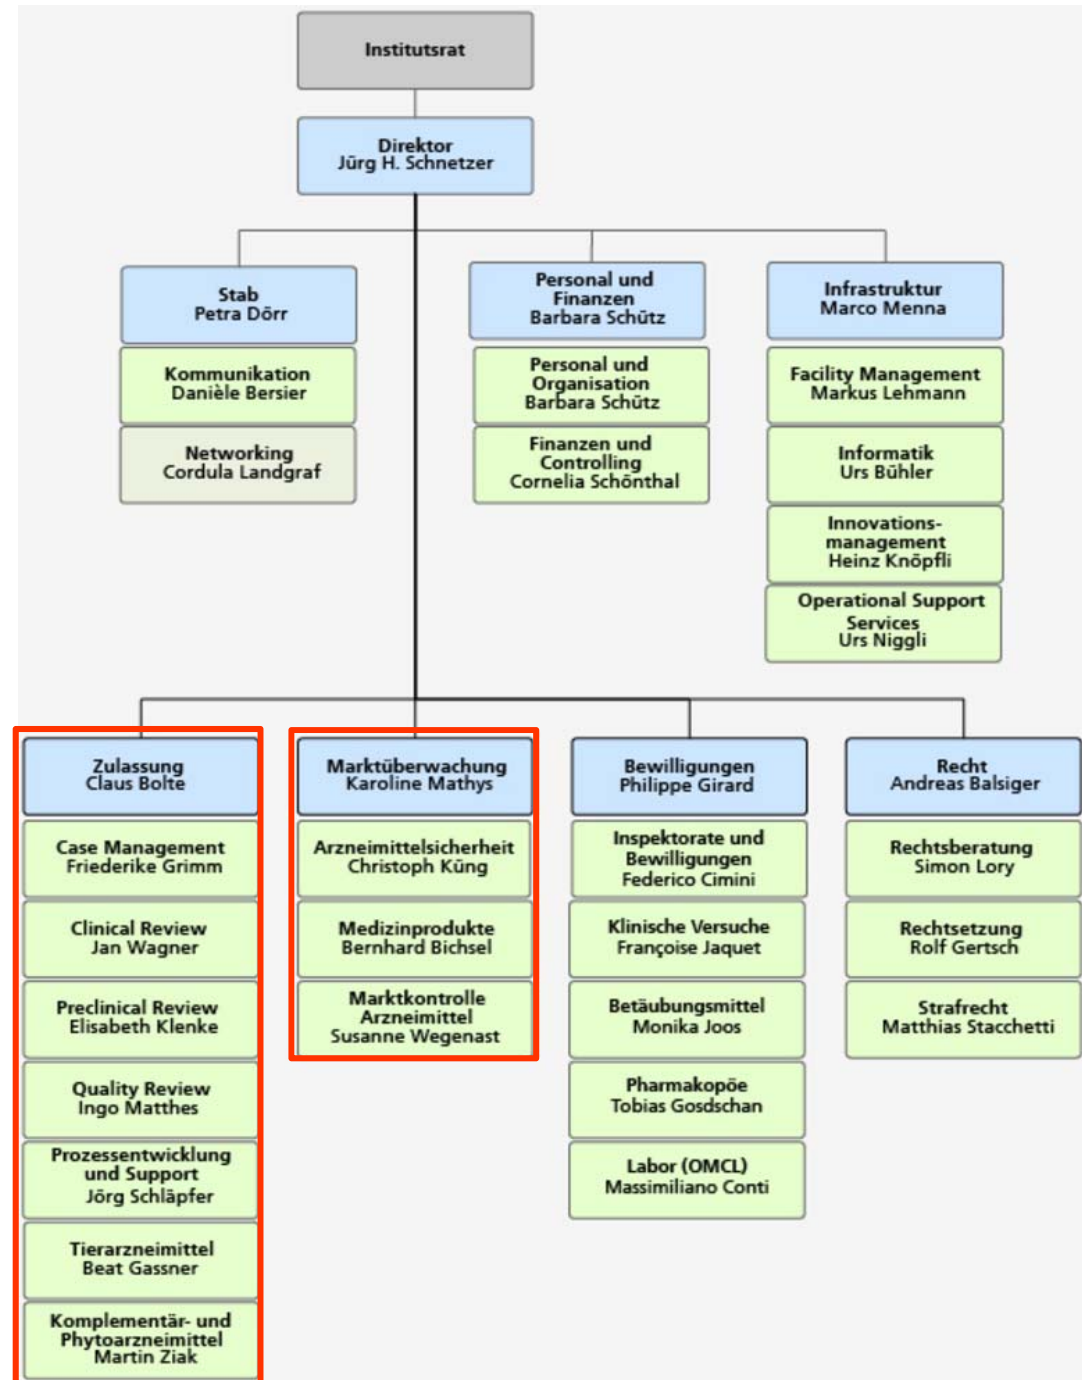 Institutsrat
Direktor
Jürg H. Schnetzer
Stab
Petra Dörr
Kommunikation
Danièle Bersier
Networking
Cordula Landgraf
Personal und
Finanzen
Barbara Schütz
Personal und
Organisation
Barbara Schütz
Finanzen und
Controlling
Cornelia Schönthal
Infrastruktur
Marco Menna
Facility Management
Markus Lehmann
Informatik
Urs Bühler
Innovations-
management
Heinz Knöpfli
Operational Support
Services
Urs Niggli
Zulassung
Claus Bolte
Case Management
Friederike Grimm
Clinical Review
Jan Wagner
Preclinical Review
Elisabeth Klenke
Quality Review
Ingo Matthes
Prozessentwicklung
und Support
Jörg Schläpfer
Tierarzneimittel
Beat Gassner
Komplementär- und
Phytoarzneimittel
Martin Ziak
Marktüberwachung
Karoline Mathys
Arzneimittelsicherheit
Christoph Küng
Medizinprodukte
Bernhard Bichsel
Marktkontrolle
Arzneimittel
Susanne Wegenast
Bewilligungen
Philippe Girard
Inspektorate und
Bewilligungen
Federico Cimini
Klinische Versuche
Françoise Jaquet
Betäubungsmittel
Monika Joos
Pharmakopöe
Tobias Gosdschan
Labor (OMCL)
Massimiliano Conti
Recht
Andreas Balsiger
Rechtsberatung
Simon Lory
Rechtsetzung
Rolf Gertsch
Strafrecht
Matthias Stacchetti